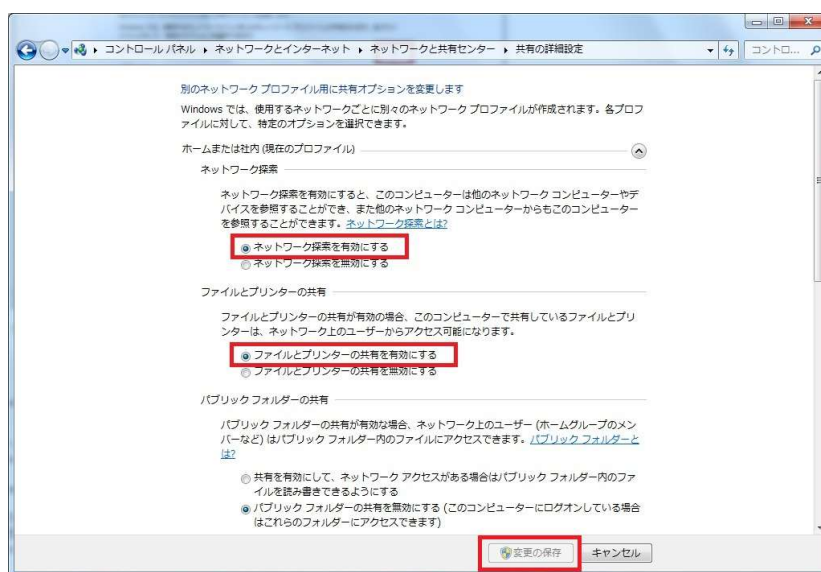 コントロール パネル ▸ ネットワークとインターネット ▸ ネットワークと共有センター ▸ 共有の詳細設定
コントロ...
別のネットワーク プロファイル用に共有オプションを変更します
Windows では、使用するネットワークごとに別々のネットワーク プロファイルが作成されます。各プロフ
ァイルに対して、特定のオプションを選択できます。
ホームまたは社内 (現在のプロファイル)
ネットワーク探索
ネットワーク探索を有効にすると、このコンピューターは他のネットワーク コンピューターやデ
バイスを参照することができ、また他のネットワーク コンピューターからもこのコンピューター
を参照することができます。ネットワーク探索とは?
ネットワーク探索を有効にする
ネットワーク探索を無効にする
ファイルとプリンターの共有
ファイルとプリンターの共有が有効の場合、このコンピューターで共有しているファイルとプリ
ンターは、ネットワーク上のユーザーからアクセス可能になります。
ファイルとプリンターの共有を有効にする
ファイルとプリンターの共有を無効にする
パブリック フォルダーの共有
パブリック フォルダーの共有が有効な場合、ネットワーク上のユーザー (ホームグループのメン
バーなど) はパブリック フォルダー内のファイルにアクセスできます。パブリック フォルダーと
は?
共有を有効にして、ネットワーク アクセスがある場合はパブリック フォルダー内のファ
イルを読み書きできるようにする
パブリック フォルダーの共有を無効にする (このコンピューターにログオンしている場合
はこれらのフォルダーにアクセスできます)
変更の保存
キャンセル